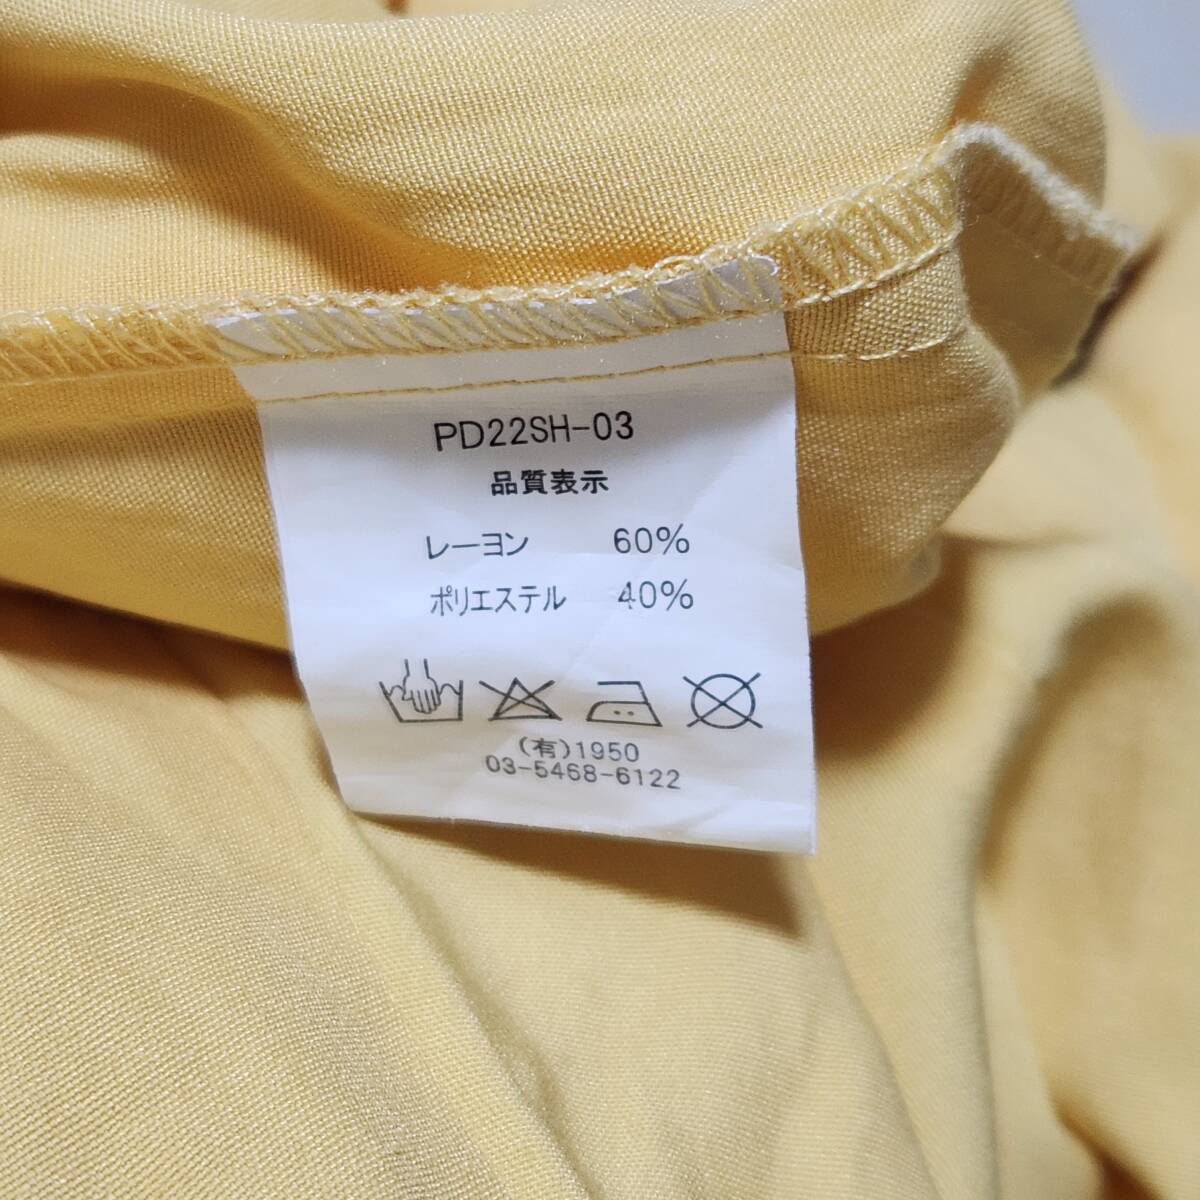 PD22SH-03
品質表示
レーヨン 60%
ポリエステル 40%
(有)1950
03-5468-6122